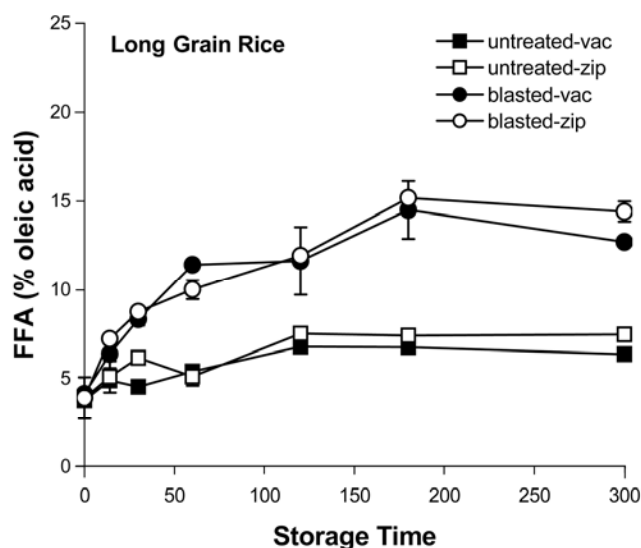 25
20
15
10
5
0
FFA (% oleic acid)
Long Grain Rice
untreated-vac
untreated-zip
blasted-vac
blasted-zip
0 50 100 150 200 250 300
Storage Time